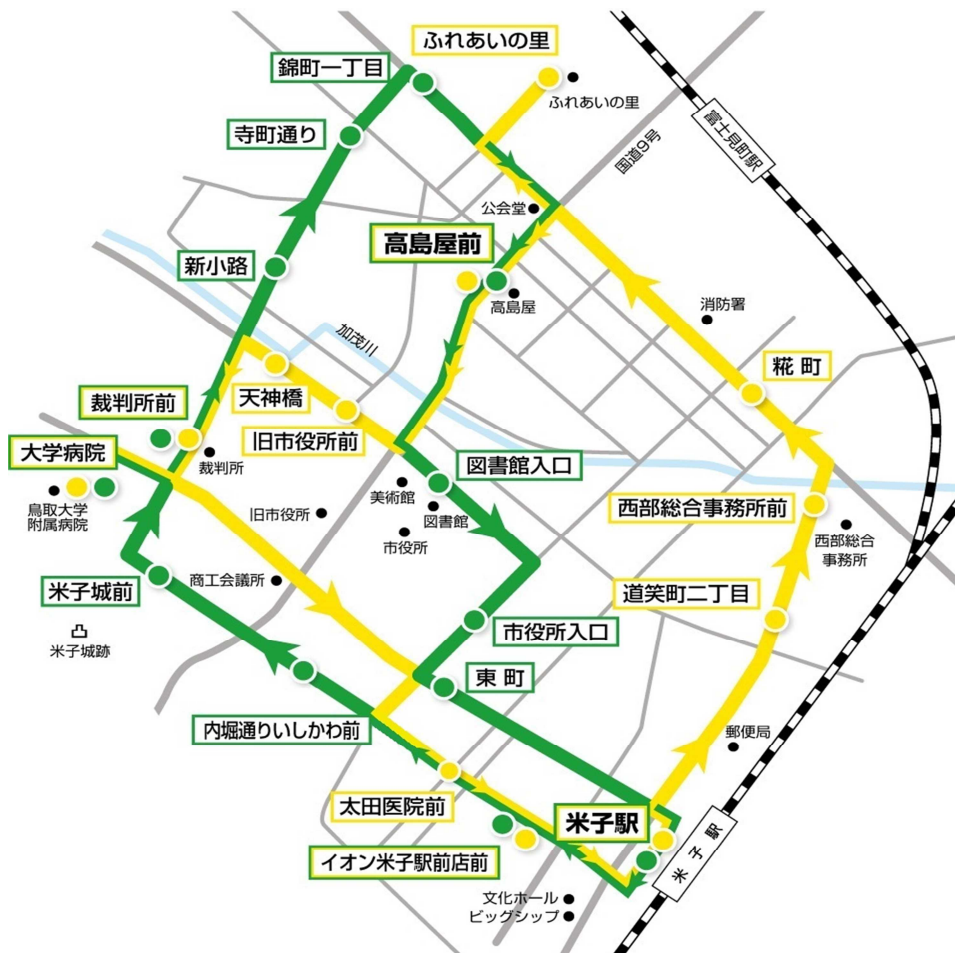 ふれあいの里
錦町一丁目
ふれあいの里
富士見町駅
寺町通り
国道9号
公会堂
高島屋前
新小路
高島屋
消防署
加茂川
糀町
天神橋
裁判所前
旧市役所前
大学病院
裁判所
図書館入口
鳥取大学
附属病院
美術館
図書館
西部総合事務所前
旧市役所
市役所
西部総合
事務所
商工会議所
米子城前
道笑町二丁目
市役所入口
米子城跡
東町
内堀通りいしかわ前
郵便局
太田医院前
米子駅
イオン米子駅前店前
米子駅
文化ホール
ビッグシップ